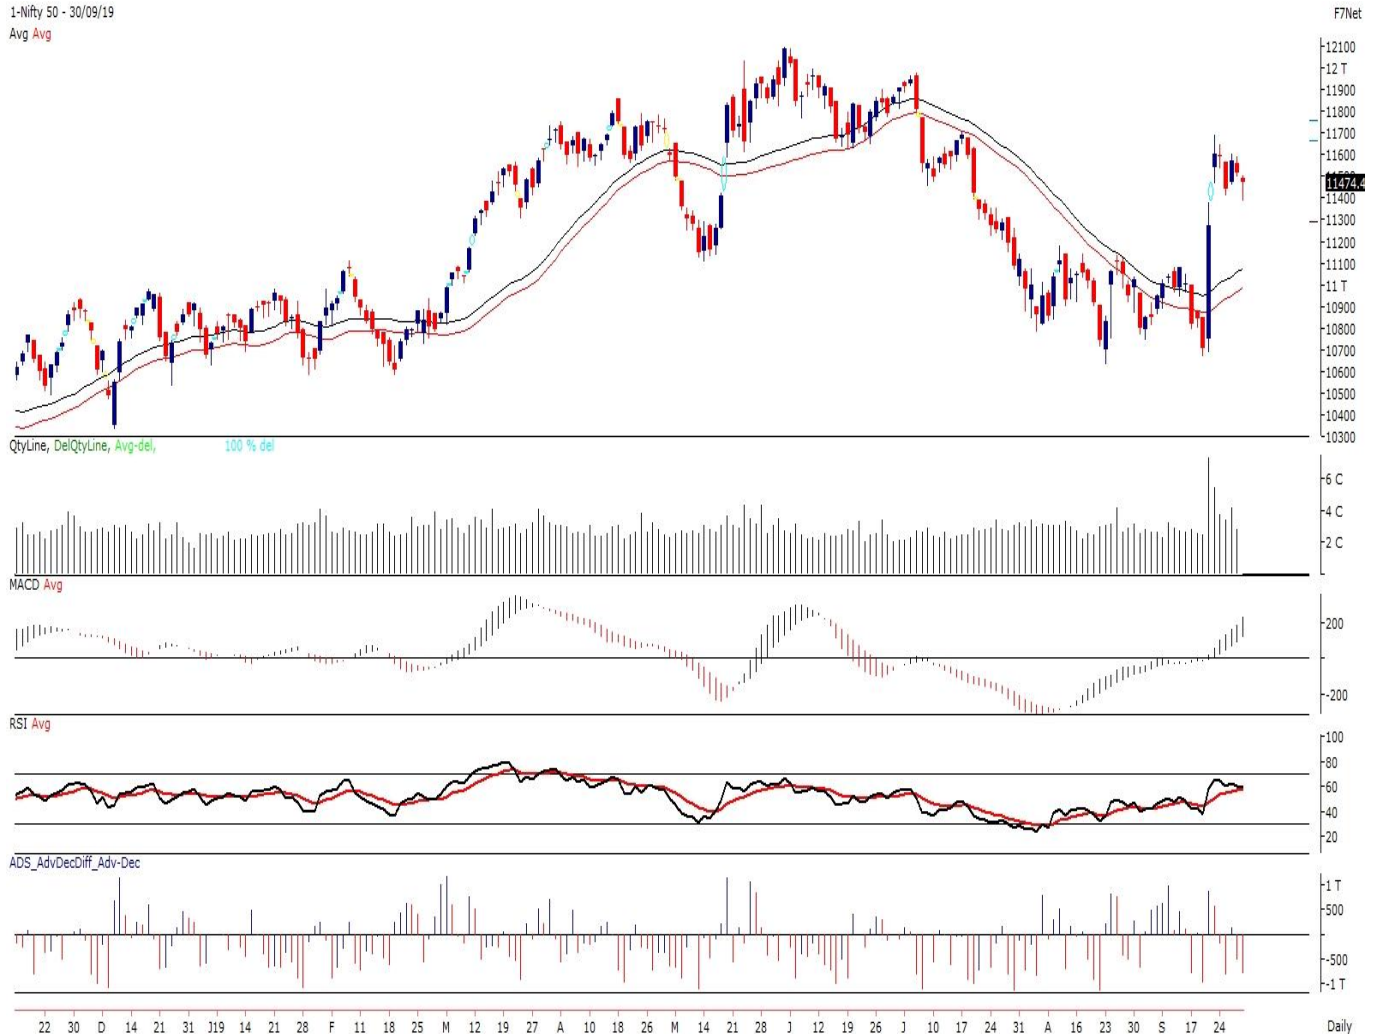 1-Nifty 50 - 30/09/19
F7Net
Avg Avg
12100
12 T
11900
11800
11700
11600
11474.4
11400
11300
11200
11100
11 T
10900
10800
10700
10600
10500
10400
10300
QtyLine, DelQtyLine, Avg-del, 100 % del
6 C
4 C
2 C
MACD Avg
200
-200
RSI Avg
100
80
60
40
20
ADS_AdvDecDiff_Adv-Dec
1 T
500
-500
-1 T
22 30 D 14 21 31 J19 14 21 28 F 11 18 25 M 12 19 27 A 10 18 26 M 14 21 28 J 12 19 26 J 10 17 24 31 A 16 23 30 S 17 24 Daily